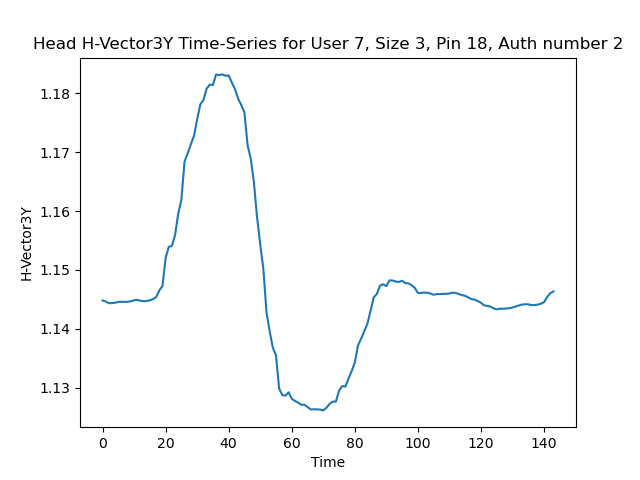 Head H-Vector3Y Time-Series for User 7, Size 3, Pin 18, Auth number 2
1.18
1.17
1.16
1.15
1.14
1.13
H-Vector3Y
0 20 40 60 80 100 120 140
Time